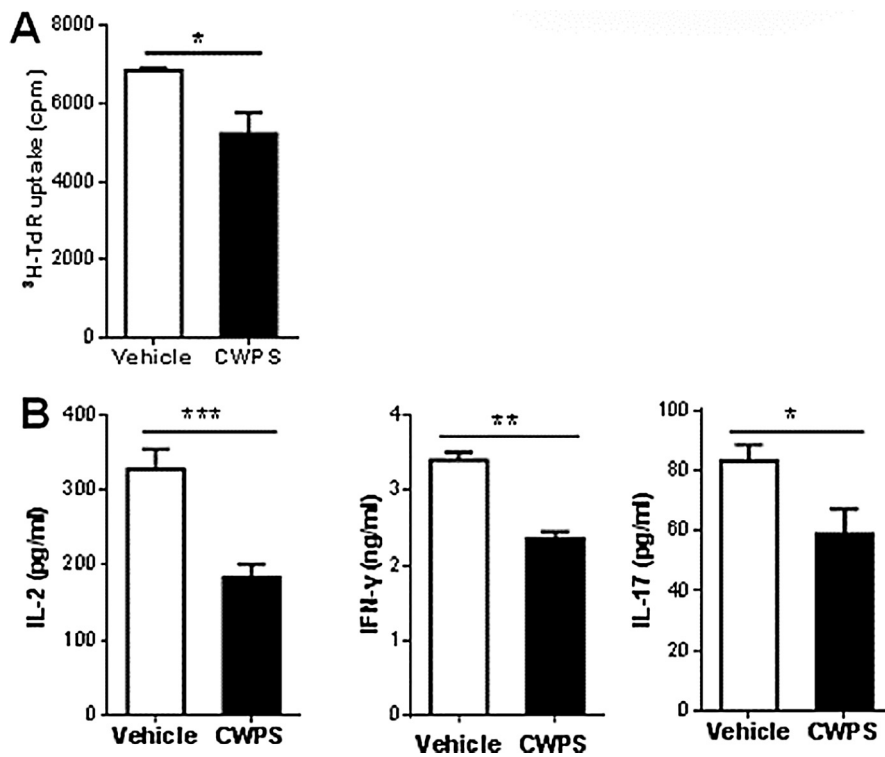 A
³H-TdR uptake (cpm)
8000
6000
4000
2000
0
*
Vehicle CWPS
B
IL-2 (pg/ml)
400
300
200
100
0
***
Vehicle CWPS
IFN-γ (ng/ml)
4
3
2
1
0
**
Vehicle CWPS
IL-17 (pg/ml)
100
80
60
40
20
0
*
Vehicle CWPS